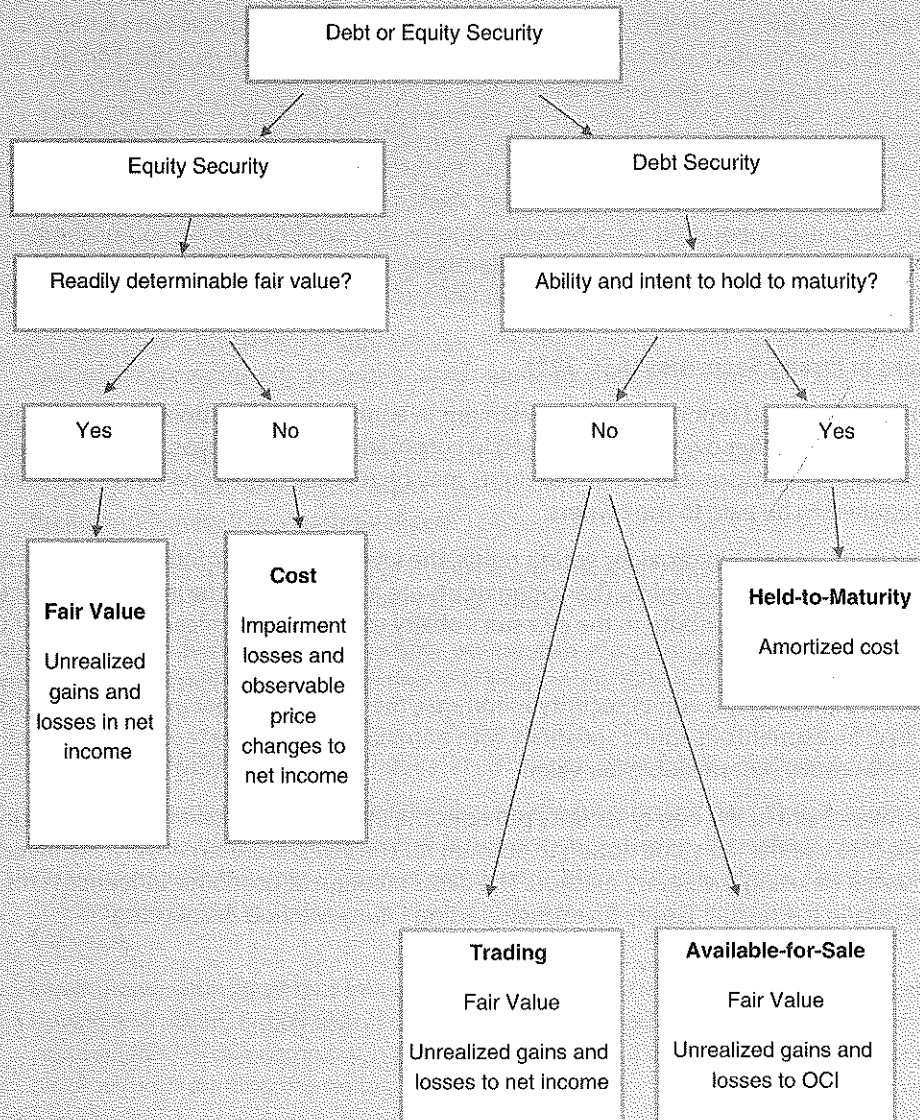 Debt or Equity Security
Equity Security
Debt Security
Readily determinable fair value?
Ability and intent to hold to maturity?
Yes
No
No
Yes
Fair Value
Unrealized
gains and
losses in net
income
Cost
Impairment
losses and
observable
price
changes to
net income
Held-to-Maturity
Amortized cost
Trading
Fair Value
Unrealized gains and
losses to net income
Available-for-Sale
Fair Value
Unrealized gains and
losses to OCI